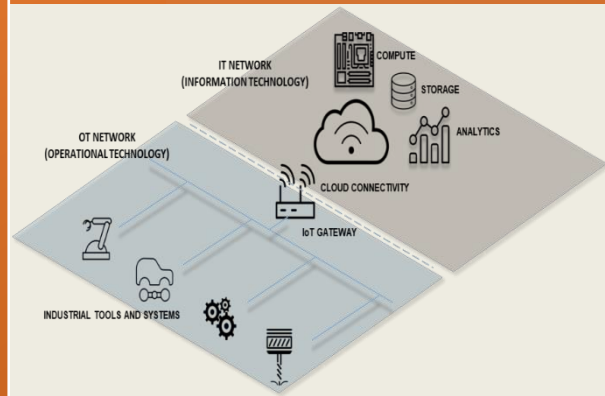 IT NETWORK
(INFORMATION TECHNOLOGY)
COMPUTE
STORAGE
ANALYTICS
CLOUD CONNECTIVITY
OT NETWORK
(OPERATIONAL TECHNOLOGY)
IoT GATEWAY
INDUSTRIAL TOOLS AND SYSTEMS